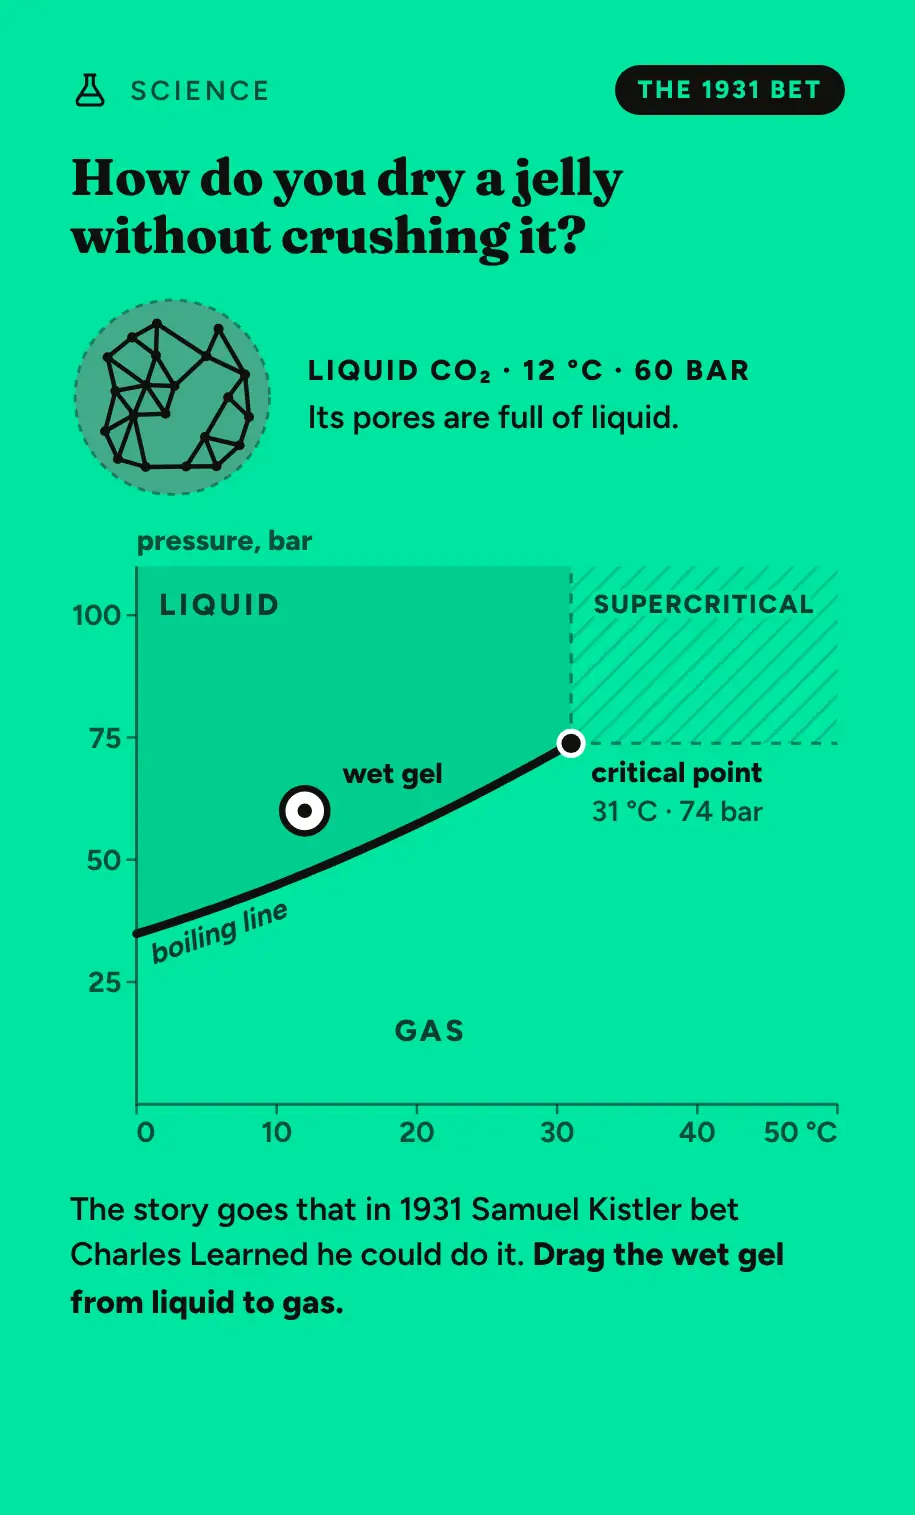 SCIENCE
THE 1931 BET
How do you dry a jelly
without crushing it?
LIQUID CO₂ · 12 °C · 60 BAR
Its pores are full of liquid.
pressure, bar
LIQUID
SUPERCRITICAL
100
75
wet gel
critical point
31 °C · 74 bar
50
boiling line
25
GAS
0 10 20 30 40 50 °C
The story goes that in 1931 Samuel Kistler bet
Charles Learned he could do it. Drag the wet gel
from liquid to gas.